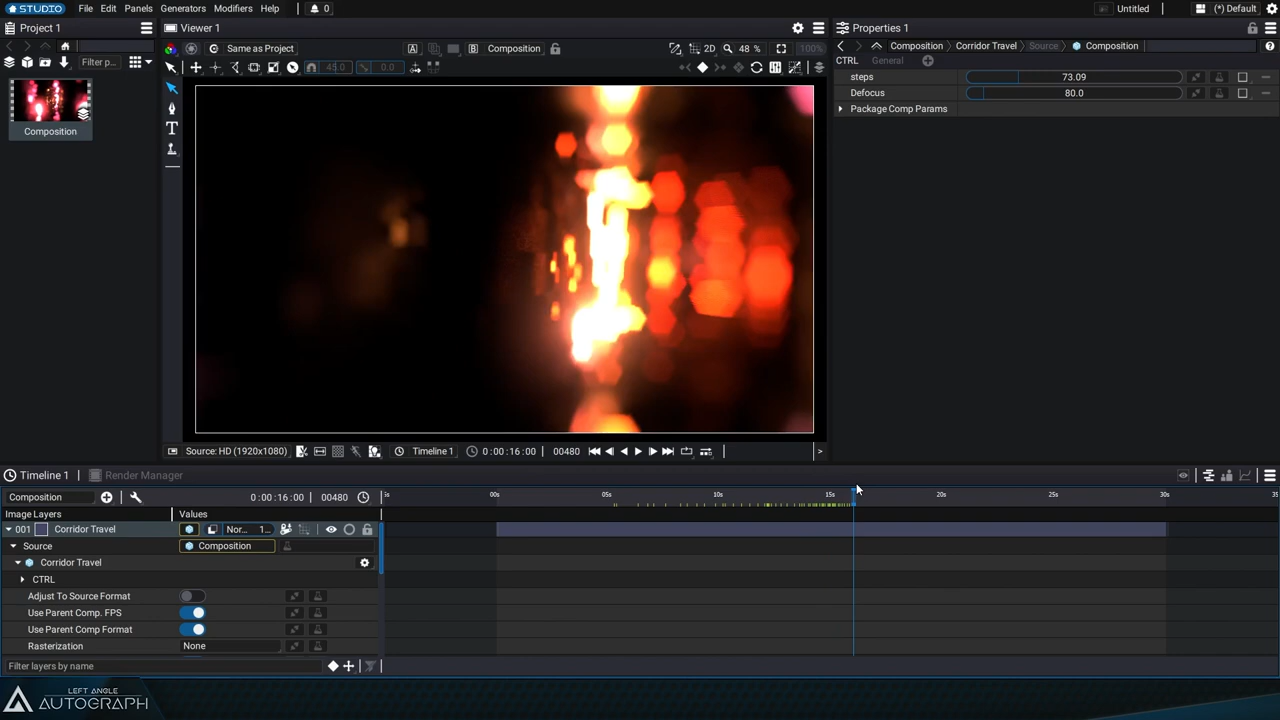 STUDIO File Edit Panels Generators Modifiers Help 0 Untitled (*) Default
Project 1 Viewer 1 Properties 1
Same as Project A B Composition 2D 48 % 100% Composition Corridor Travel Source Composition
Filter p... 45.0 0.0 CTRL General
steps 73.09
Defocus 80.0
Package Comp Params
Composition
T
Source: HD (1920x1080) Timeline 1 0:00:16:00 00480
Timeline 1 Render Manager
Composition 0:00:16:00 00480 00s 05s 10s 15s 20s 25s 30s
Image Layers Values
001 Corridor Travel Nor... 1...
Source Composition
Corridor Travel
CTRL
Adjust To Source Format
Use Parent Comp. FPS
Use Parent Comp Format
Rasterization None
Filter layers by name
LEFT ANGLE
AUTOGRAPH